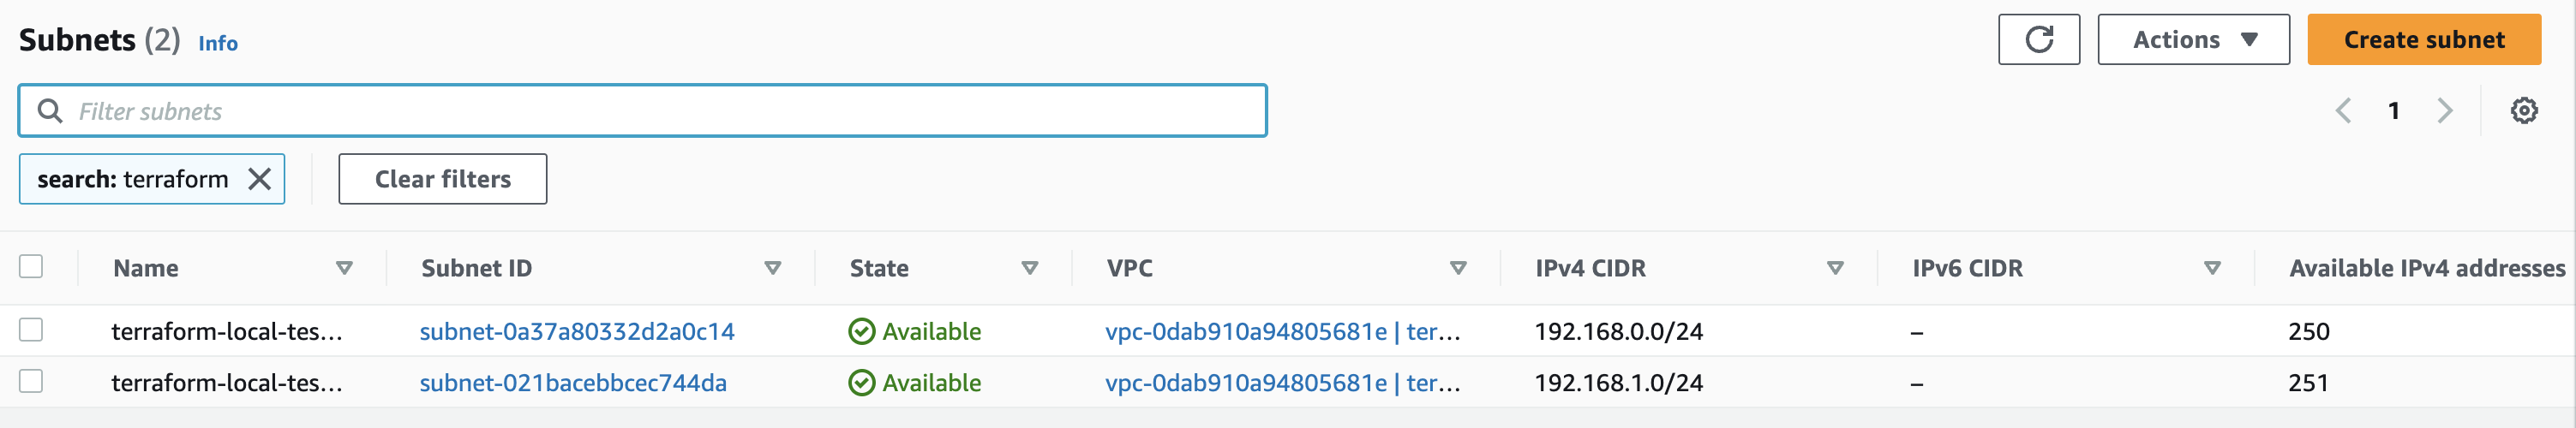 Subnets (2) Info
Actions
Create subnet
Filter subnets
1
search: terraform
Clear filters
Name Subnet ID State VPC IPv4 CIDR IPv6 CIDR Available IPv4 addresses
terraform-local-tes... subnet-0a37a80332d2a0c14 Available vpc-0dab910a94805681e | ter... 192.168.0.0/24 – 250
terraform-local-tes... subnet-021bacebbcec744da Available vpc-0dab910a94805681e | ter... 192.168.1.0/24 – 251